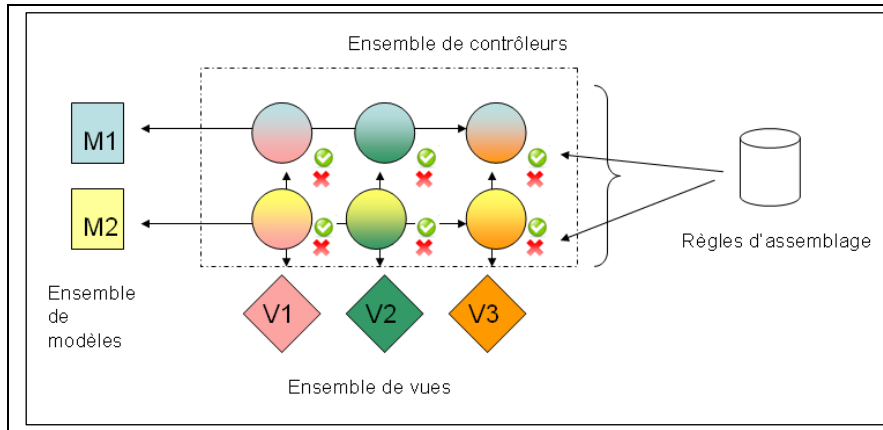 Ensemble de contrôleurs
M1
M2
Règles d'assemblage
Ensemble
de
modèles
V1
V2
V3
Ensemble de vues